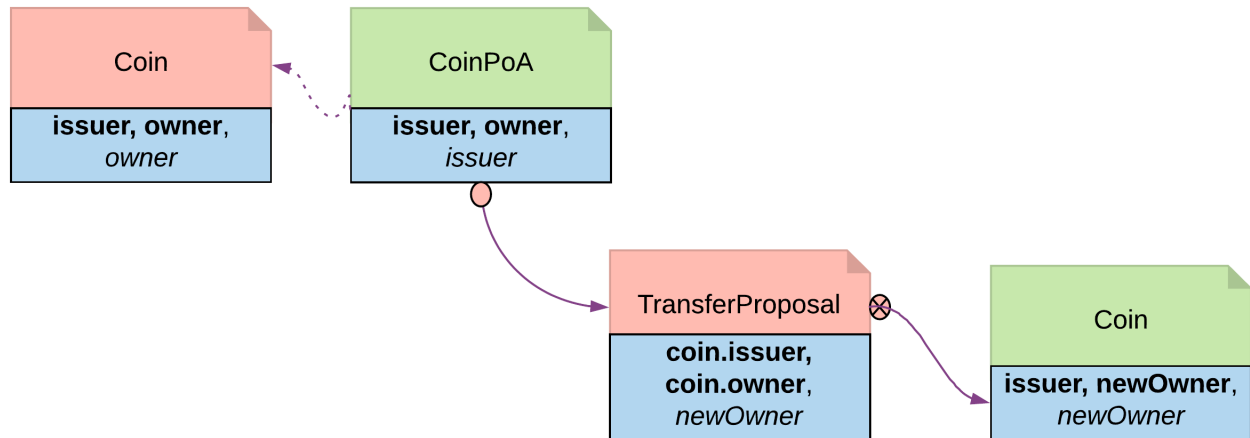 Coin
issuer, owner,
owner
CoinPoA
issuer, owner,
issuer
TransferProposal
coin.issuer,
coin.owner,
newOwner
Coin
issuer, newOwner,
newOwner